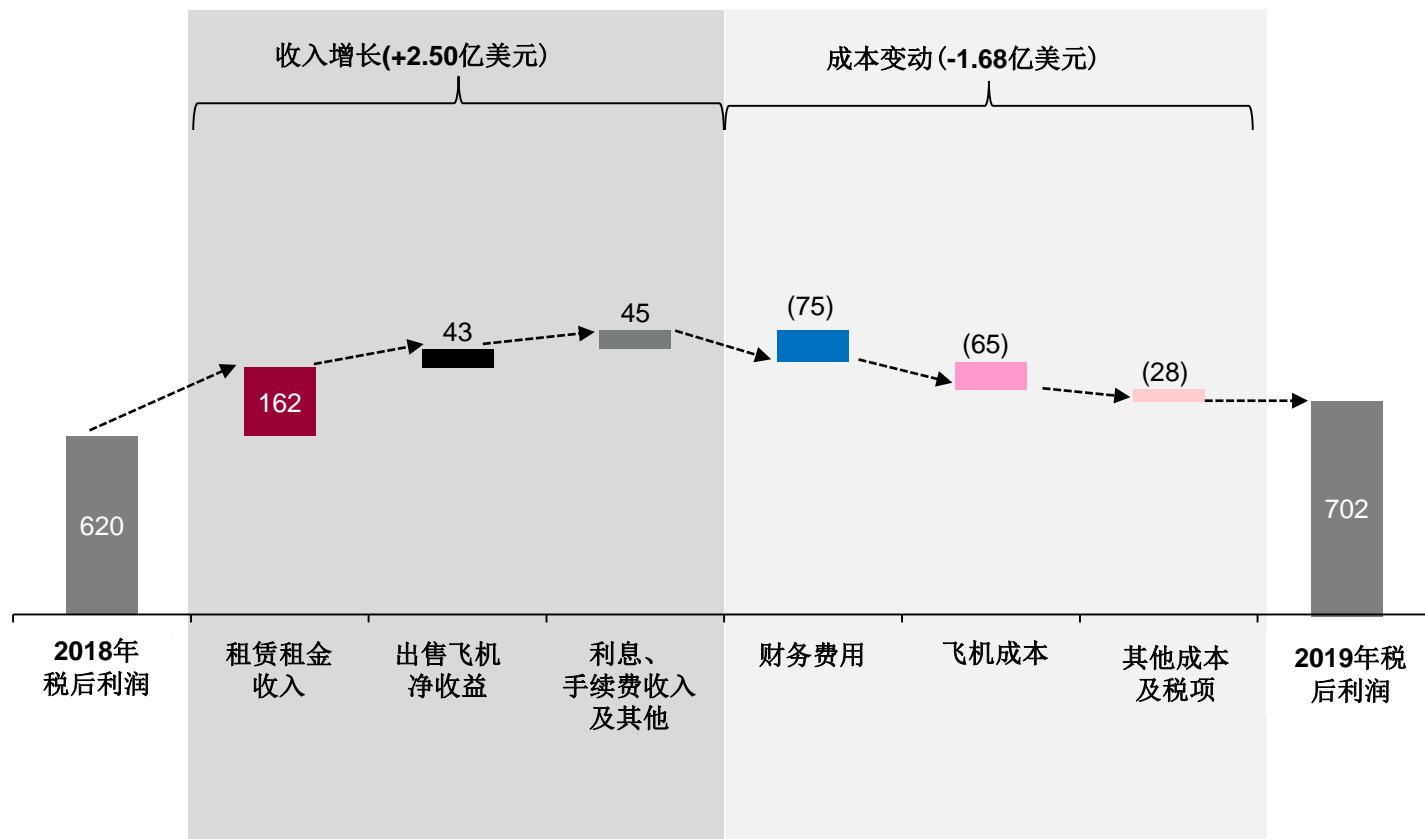 收入增长(+2.50亿美元)
成本变动(-1.68亿美元)
620
162
43
45
(75)
(65)
(28)
702
2018年
税后利润
租赁租金
收入
出售飞机
净收益
利息、
手续费收入
及其他
财务费用
飞机成本
其他成本
及税项
2019年税
后利润